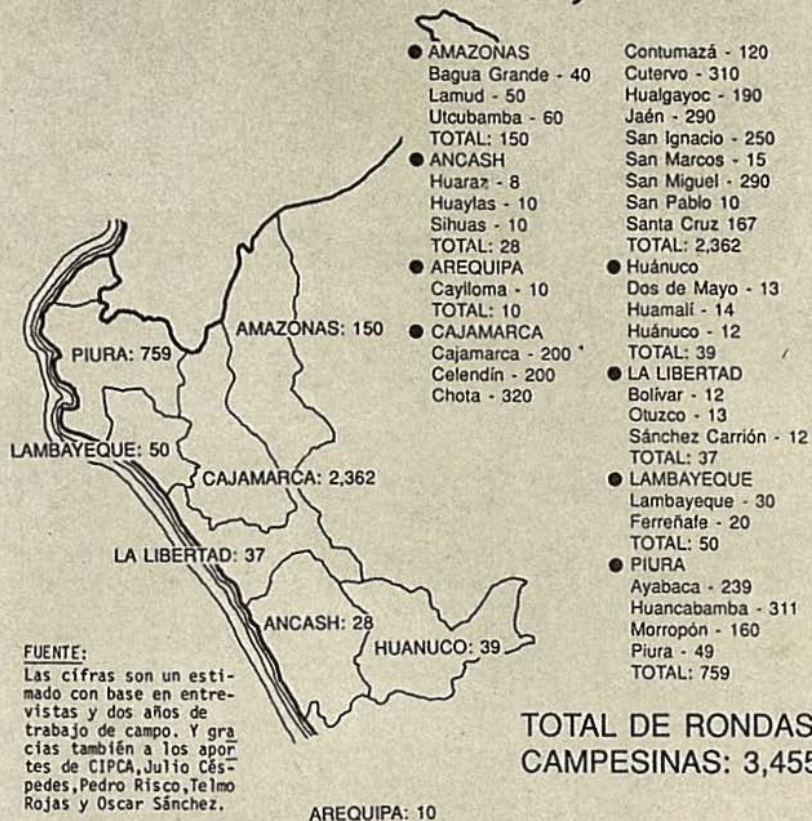 ● AMAZONAS
Bagua Grande - 40
Lamud - 50
Utcubamba - 60
TOTAL: 150
● ANCASH
Huaraz - 8
Huaylas - 10
Sihuas - 10
TOTAL: 28
● AREQUIPA
Caylloma - 10
TOTAL: 10
● CAJAMARCA
Cajamarca - 200
Celendín - 200
Chota - 320
Contumazá - 120
Cutervo - 310
Hualgayoc - 190
Jaén - 290
San Ignacio - 250
San Marcos - 15
San Miguel - 290
San Pablo 10
Santa Cruz 167
TOTAL: 2,362
● Huánuco
Dos de Mayo - 13
Huamalí - 14
Huánuco - 12
TOTAL: 39
● LA LIBERTAD
Bolívar - 12
Otuzco - 13
Sánchez Carrión - 12
TOTAL: 37
● LAMBAYEQUE
Lambayeque - 30
Ferreñafe - 20
TOTAL: 50
● PIURA
Ayabaca - 239
Huancabamba - 311
Morropón - 160
Piura - 49
TOTAL: 759
AMAZONAS: 150
PIURA: 759
LAMBAYEQUE: 50
CAJAMARCA: 2,362
LA LIBERTAD: 37
ANCASH: 28
HUANUCO: 39
FUENTE:
Las cifras son un esti-
mado con base en entre-
vistas y dos años de
trabajo de campo. Y gra
cias también a los apor
tes de CIPCA,Julio Cés-
pedes,Pedro Risco,Telmo
Rojas y Oscar Sánchez.
TOTAL DE RONDAS
CAMPESINAS: 3,455
AREQUIPA: 10